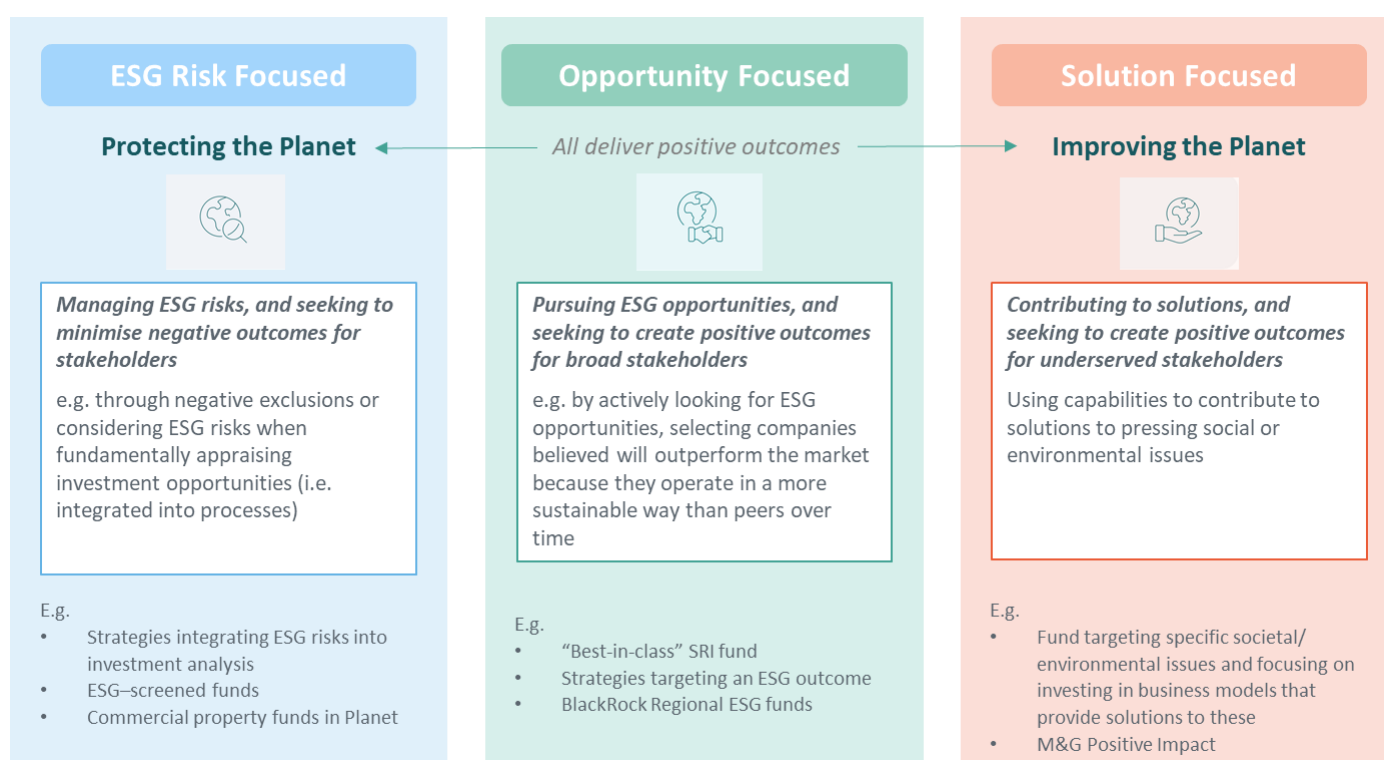 ESG Risk Focused
Protecting the Planet
Managing ESG risks, and seeking to
minimise negative outcomes for
stakeholders
e.g. through negative exclusions or
considering ESG risks when
fundamentally appraising
investment opportunities (i.e.
integrated into processes)
E.g.
• Strategies integrating ESG risks into
investment analysis
• ESG–screened funds
• Commercial property funds in Planet
Opportunity Focused
All deliver positive outcomes
Pursuing ESG opportunities, and
seeking to create positive outcomes
for broad stakeholders
e.g. by actively looking for ESG
opportunities, selecting companies
believed will outperform the market
because they operate in a more
sustainable way than peers over
time
E.g.
• “Best-in-class” SRI fund
• Strategies targeting an ESG outcome
• BlackRock Regional ESG funds
Solution Focused
Improving the Planet
Contributing to solutions, and
seeking to create positive outcomes
for underserved stakeholders
Using capabilities to contribute to
solutions to pressing social or
environmental issues
E.g.
• Fund targeting specific societal/
environmental issues and focusing on
investing in business models that
provide solutions to these
• M&G Positive Impact